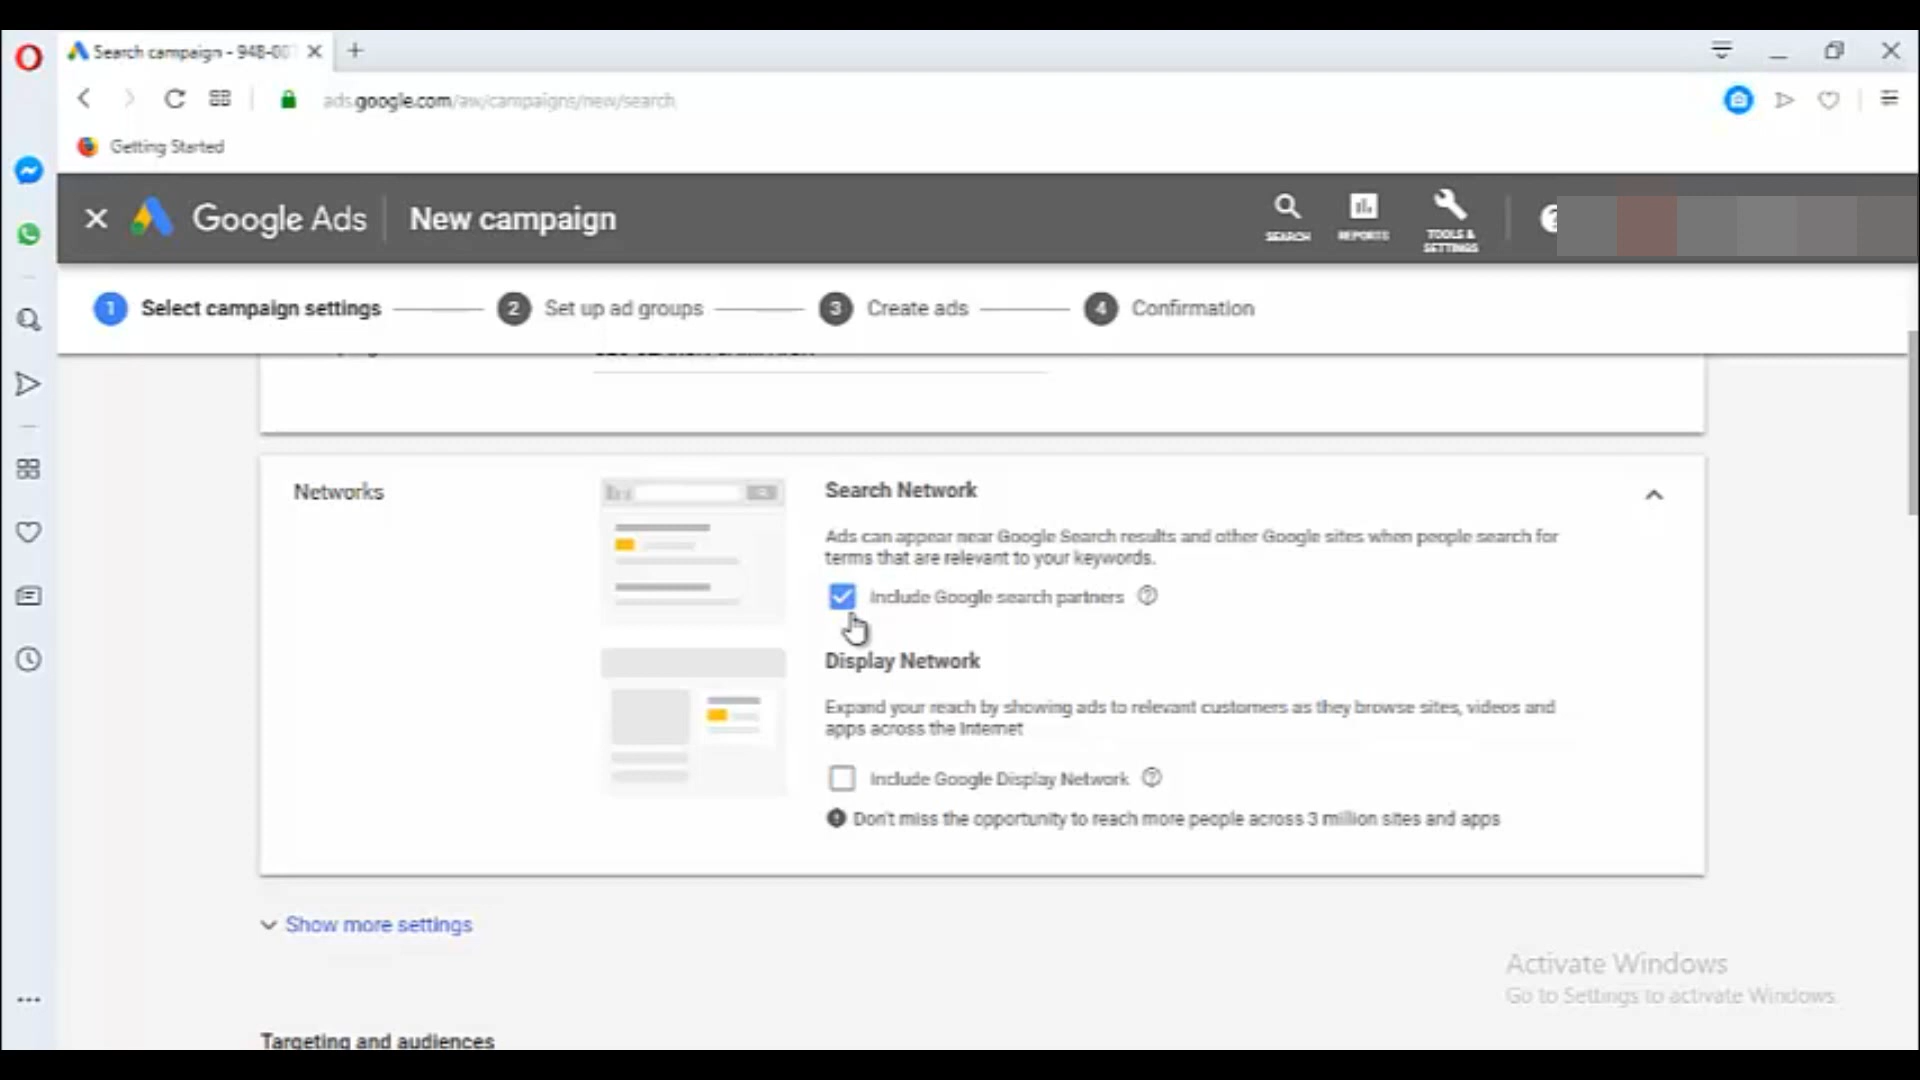 Search campaign - 948-00
ads.google.com/aw/campaigns/new/search
Getting Started
Google Ads New campaign
SEARCH
REPORTS
TOOLS &
SETTINGS
1 Select campaign settings
2 Set up ad groups
3 Create ads
4 Confirmation
Networks
Search Network
Ads can appear near Google Search results and other Google sites when people search for
terms that are relevant to your keywords.
Include Google search partners
Display Network
Expand your reach by showing ads to relevant customers as they browse sites, videos and
apps across the Internet
Include Google Display Network
Don't miss the opportunity to reach more people across 3 million sites and apps
Show more settings
Activate Windows
Go to Settings to activate Windows.
Targeting and audiences